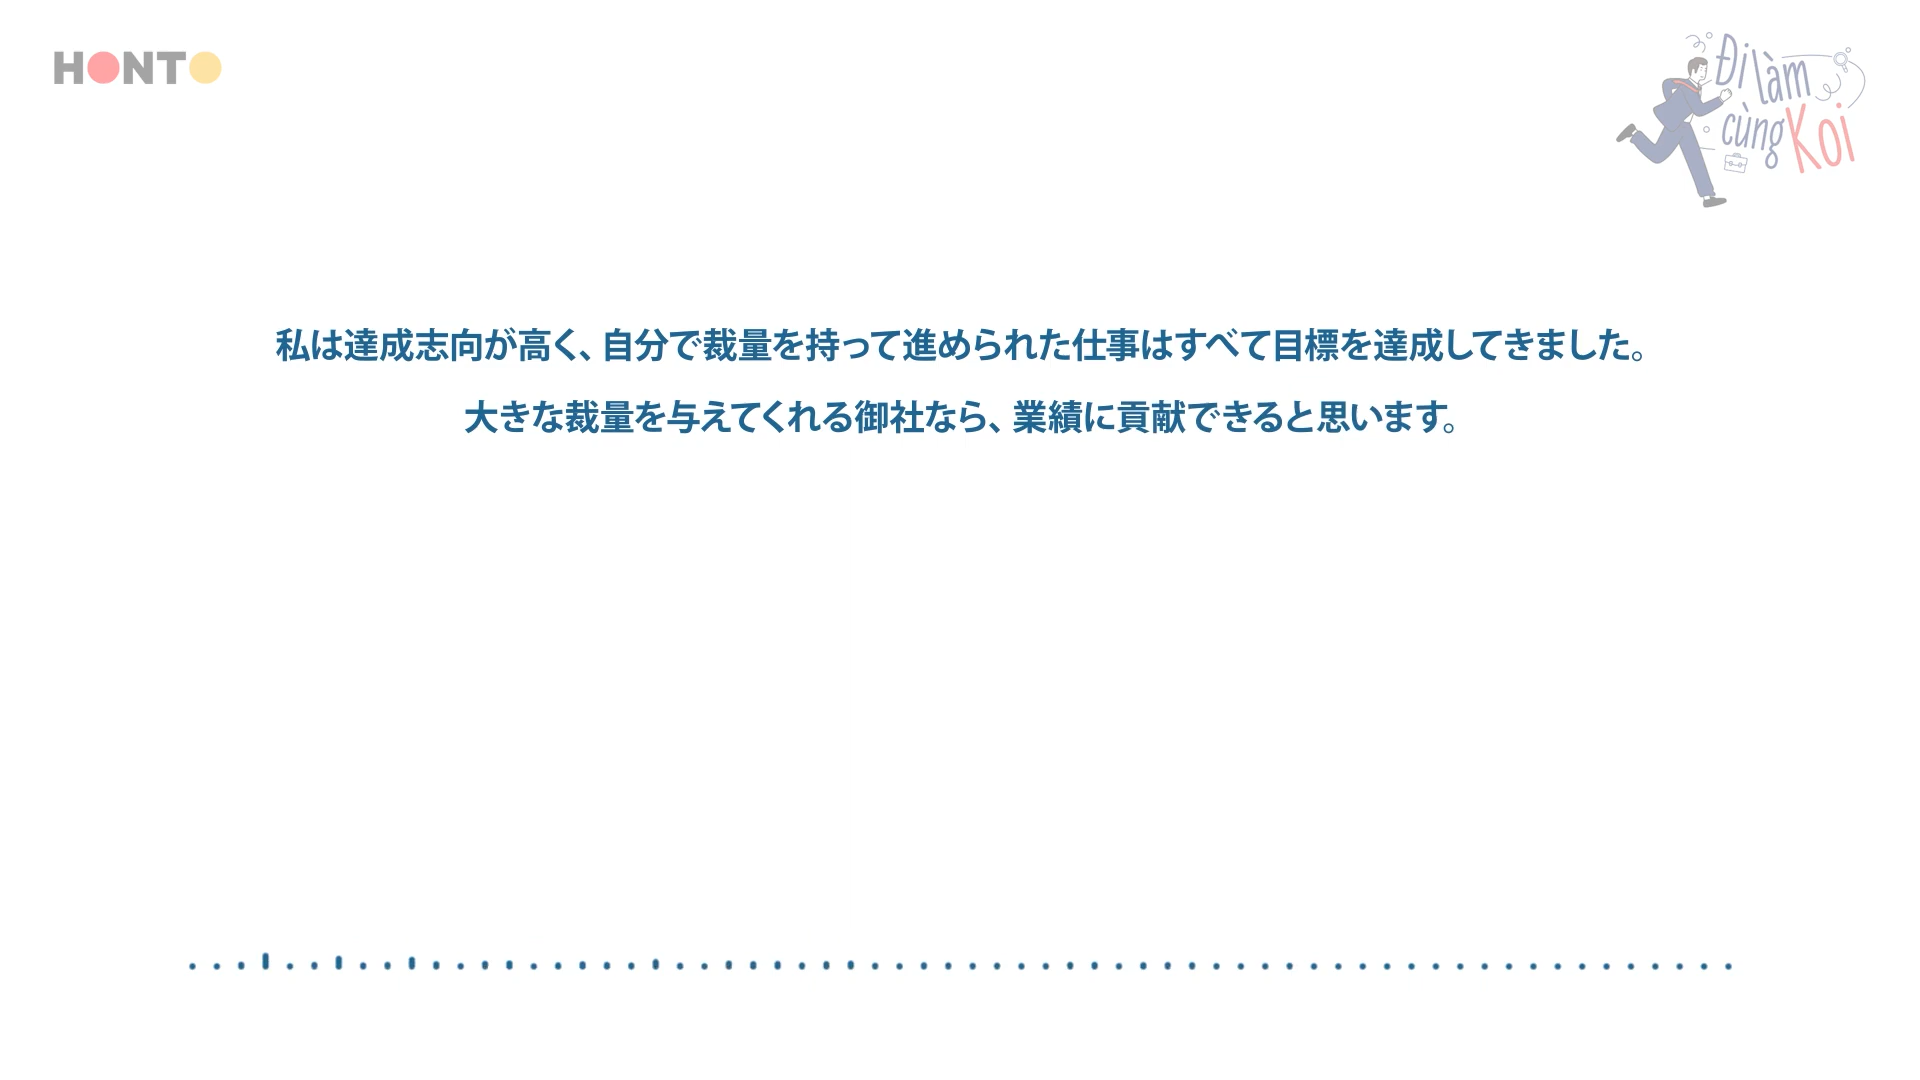 HONTO
Đi làm
cùng Koi
私は達成志向が高く、自分で裁量を持って進められた仕事はすべて目標を達成してきました。
大きな裁量を与えてくれる御社なら、業績に貢献できると思います。